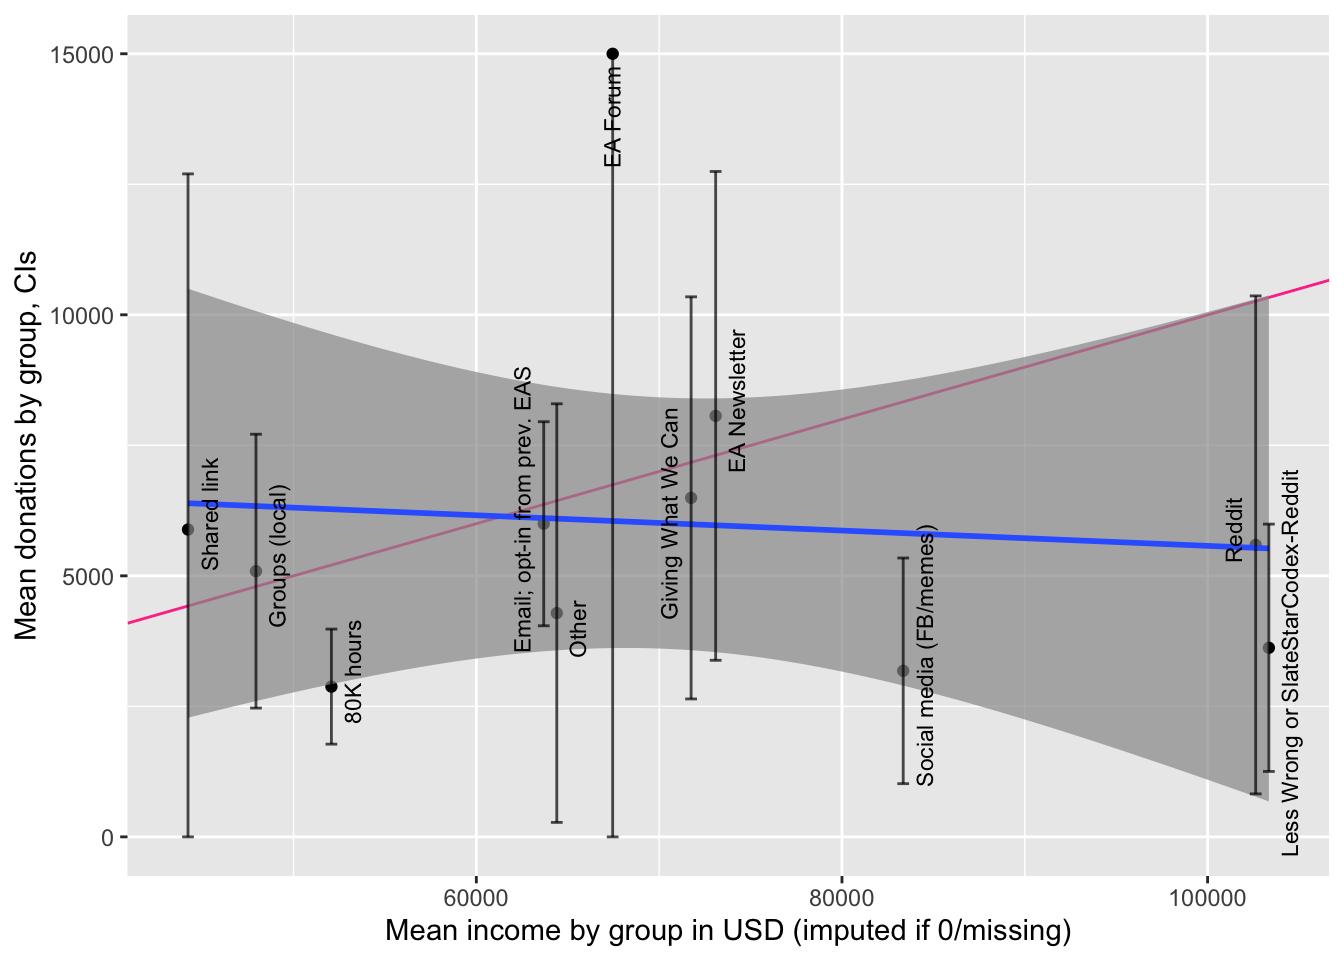 15000
10000
5000
0
Mean donations by group, CIs
Shared link
Groups (local)
80K hours
Email; opt-in from prev. EAS
Other
EA Forum
Giving What We Can
EA Newsletter
Social media (FB/memes)
Reddit
Less Wrong or SlateStarCodex-Reddit
60000
80000
100000
Mean income by group in USD (imputed if 0/missing)